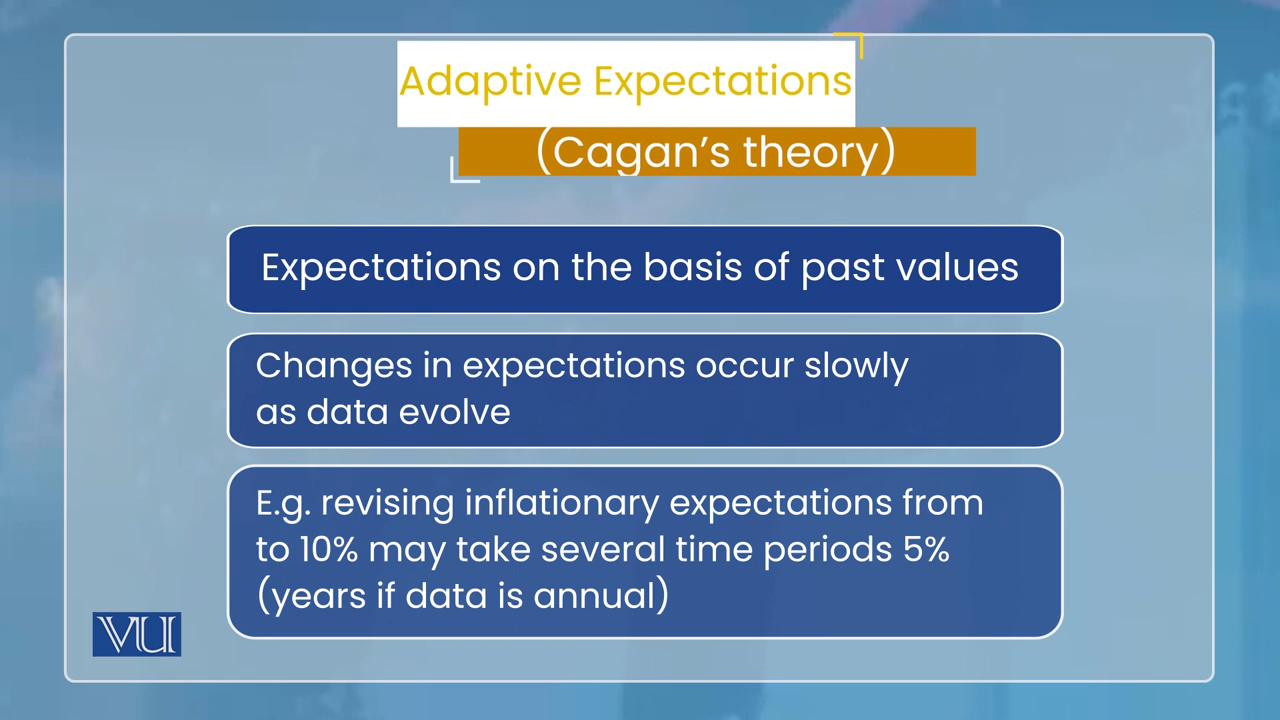 Adaptive Expectations
(Cagan’s theory)
Expectations on the basis of past values
Changes in expectations occur slowly
as data evolve
E.g. revising inflationary expectations from
to 10% may take several time periods 5%
(years if data is annual)
VU